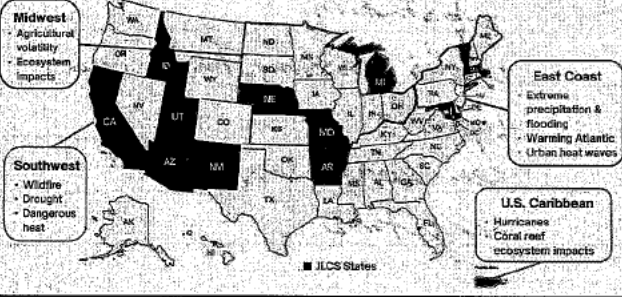 Midwest
• Agricultural
volatility
• Ecosystem
impacts
Southwest
• Wildfire
• Drought
• Dangerous
heat
East Coast
• Extreme
precipitation &
flooding
• Warming Atlantic
• Urban heat waves
U.S. Caribbean
• Hurricanes
• Coral reef
ecosystem impacts
WA
OR
CA
NV
ID
MT
WY
UT
AZ
CO
NM
ND
SD
NE
KS
OK
TX
IA
MO
AS
LA
WI
MI
IL
IN
OH
KY
TN
MS
AL
GA
FL
SC
NC
VA
WV
PA
NY
ME
AK
HI
■ JLCS States